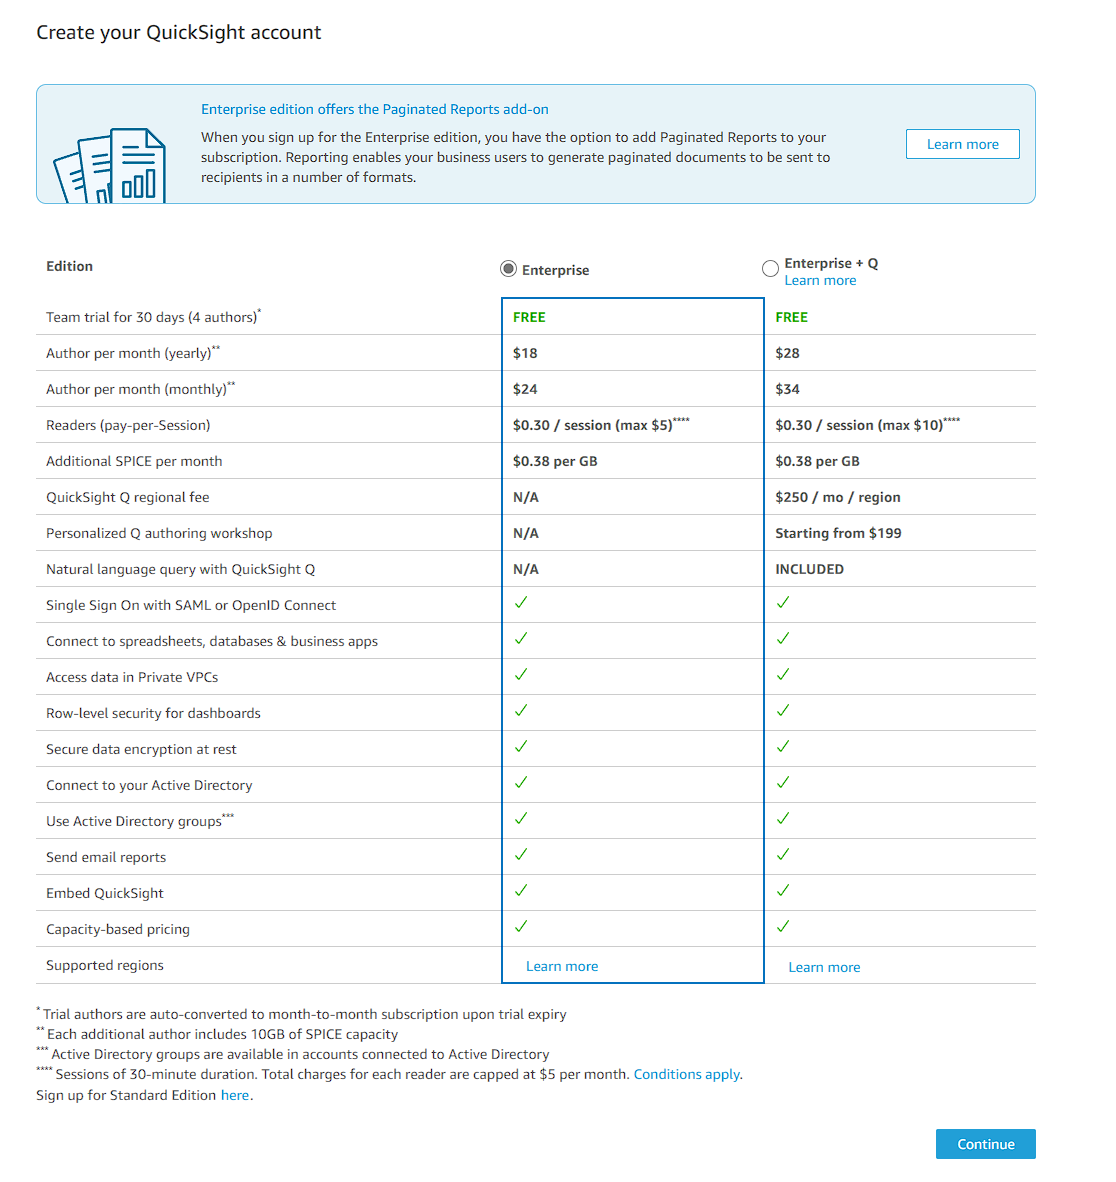 Create your QuickSight account
Enterprise edition offers the Paginated Reports add-on
When you sign up for the Enterprise edition, you have the option to add Paginated Reports to your
subscription. Reporting enables your business users to generate paginated documents to be sent to
recipients in a number of formats.
Learn more
Edition
Enterprise
Enterprise + Q
Learn more
Team trial for 30 days (4 authors)* FREE FREE
Author per month (yearly)** $18 $28
Author per month (monthly)** $24 $34
Readers (pay-per-Session) $0.30 / session (max $5)**** $0.30 / session (max $10)****
Additional SPICE per month $0.38 per GB $0.38 per GB
QuickSight Q regional fee N/A $250 / mo / region
Personalized Q authoring workshop N/A Starting from $199
Natural language query with QuickSight Q N/A INCLUDED
Single Sign On with SAML or OpenID Connect ✓ ✓
Connect to spreadsheets, databases & business apps ✓ ✓
Access data in Private VPCs ✓ ✓
Row-level security for dashboards ✓ ✓
Secure data encryption at rest ✓ ✓
Connect to your Active Directory ✓ ✓
Use Active Directory groups*** ✓ ✓
Send email reports ✓ ✓
Embed QuickSight ✓ ✓
Capacity-based pricing ✓ ✓
Supported regions Learn more Learn more
* Trial authors are auto-converted to month-to-month subscription upon trial expiry
** Each additional author includes 10GB of SPICE capacity
*** Active Directory groups are available in accounts connected to Active Directory
**** Sessions of 30-minute duration. Total charges for each reader are capped at $5 per month. Conditions apply.
Sign up for Standard Edition here.
Continue